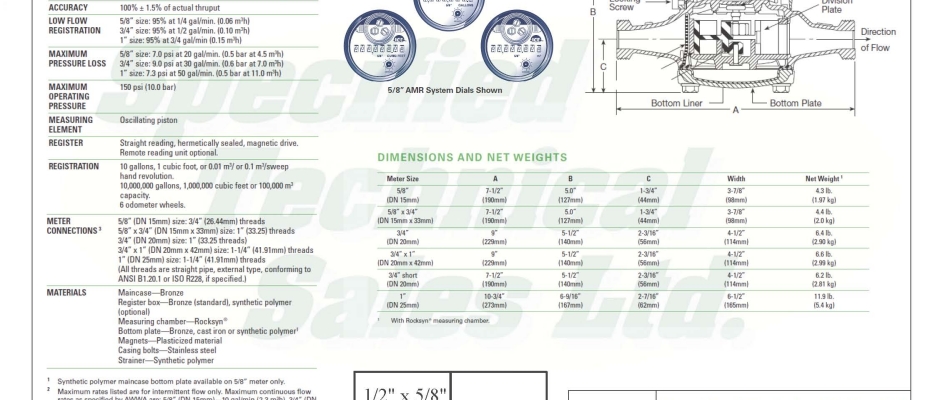 ACCURACY 100% ± 1.5% of actual thruput
LOW FLOW REGISTRATION 5/8" size: 95% at 1/4 gal/min. (0.06 m³h)
3/4" size: 95% at 1/2 gal/min. (0.10 m³h)
1" size: 95% at 3/4 gal/min. (0.15 m³h)
MAXIMUM PRESSURE LOSS 5/8" size: 7.0 psi at 20 gal/min. (0.5 bar at 4.5 m³h)
3/4" size: 9.0 psi at 30 gal/min. (0.6 bar at 7.0 m³h)
1" size: 7.3 psi at 50 gal/min. (0.5 bar at 11.0 m³h)
MAXIMUM OPERATING PRESSURE 150 psi (10.0 bar)
MEASURING ELEMENT Oscillating piston
REGISTER Straight reading, hermetically sealed, magnetic drive.
Remote reading unit optional.
REGISTRATION 10 gallons, 1 cubic foot, or 0.01 m³/ or 0.1 m³/sweep
hand revolution.
10,000,000 gallons, 1,000,000 cubic feet or 100,000 m³
capacity.
6 odometer wheels.
METER CONNECTIONS ³ 5/8" (DN 15mm) size: 3/4" (26.44mm) threads
5/8" x 3/4" (DN 15mm x 33mm) size: 1" (33.25) threads
3/4" (DN 20mm) size: 1" (33.25 threads)
3/4" x 1" (DN 20mm x 42mm) size: 1-1/4" (41.91mm) threads
1" (DN 25mm) size: 1-1/4" (41.91mm) threads
(All threads are straight pipe, external type, conforming to
ANSI B1.20.1 or ISO R228, if specified.)
MATERIALS Maincase—Bronze
Register box—Bronze (standard), synthetic polymer
(optional)
Measuring chamber—Rocksyn®
Bottom plate—Bronze, cast iron or synthetic polymer¹
Magnets—Plasticized material
Casing bolts—Stainless steel
Strainer—Synthetic polymer
¹ Synthetic polymer maincase bottom plate available on 5/8" meter only.
² Maximum rates listed are for intermittent flow only. Maximum continuous flow
rates as specified by AWWA are: 5/8" (DN 15mm)
5/8" AMR System Dials Shown
Screw
B
C
A
Plate
Direction
of Flow
Bottom Liner
Bottom Plate
DIMENSIONS AND NET WEIGHTS
Meter Size A B C Width Net Weight ¹
5/8" 7-1/2" 5.0" 1-3/4" 3-7/8" 4.3 lb.
(DN 15mm) (190mm) (127mm) (44mm) (98mm) (1.97 kg)
5/8" x 3/4" 7-1/2" 5.0" 1-3/4" 3-7/8" 4.4 lb.
(DN 15mm x 33mm) (190mm) (127mm) (44mm) (98mm) (2.0 kg)
3/4" 9" 5-1/2" 2-3/16" 4-1/2" 6.4 lb.
(DN 20mm) (229mm) (140mm) (56mm) (114mm) (2.90 kg)
3/4" x 1" 9" 5-1/2" 2-3/16" 4-1/2" 6.6 lb.
(DN 20mm x 42mm) (229mm) (140mm) (56mm) (114mm) (2.99 kg)
3/4" short 7-1/2" 5-1/2" 2-3/16" 4-1/2" 6.2 lb.
(DN 20mm) (190mm) (140mm) (56mm) (114mm) (2.81 kg)
1" 10-3/4" 6-9/16" 2-7/16" 6-1/2" 11.9 lb.
(DN 25mm) (273mm) (167mm) (62mm) (165mm) (5.4 kg)
¹ With Rocksyn® measuring chamber.
Specified
Technical
Sales Ltd.
1/2" x 5/8"